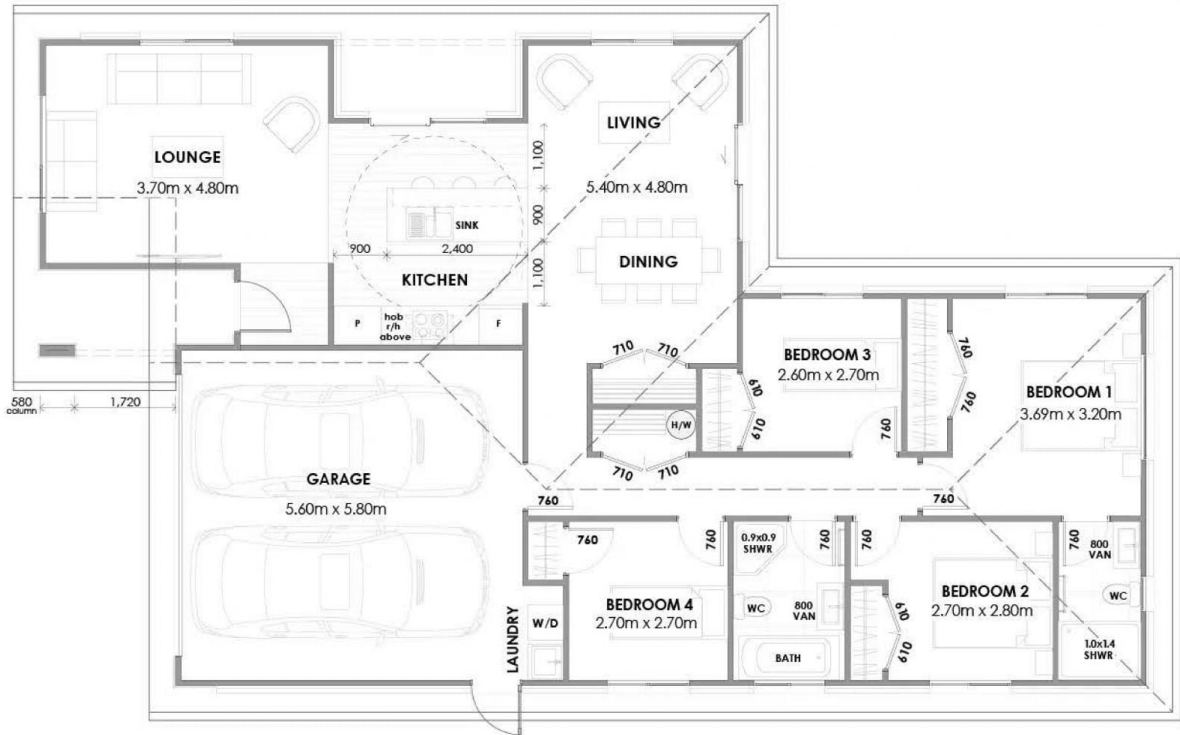 LOUNGE
3.70m x 4.80m
LIVING
5.40m x 4.80m
DINING
1,100
900
1,100
SINK
900
2,400
KITCHEN
P
hob
r/h
above
F
580
column
1,720
710
710
H/W
710
710
BEDROOM 3
2.60m x 2.70m
610
610
760
760
760
BEDROOM 1
3.69m x 3.20m
GARAGE
5.60m x 5.80m
760
760
760
760
BEDROOM 4
2.70m x 2.70m
LAUNDRY
W/D
0.9x0.9
SHWR
760
WC
800
VAN
BATH
760
BEDROOM 2
2.70m x 2.80m
610
610
760
800
VAN
WC
1.0x1.4
SHWR